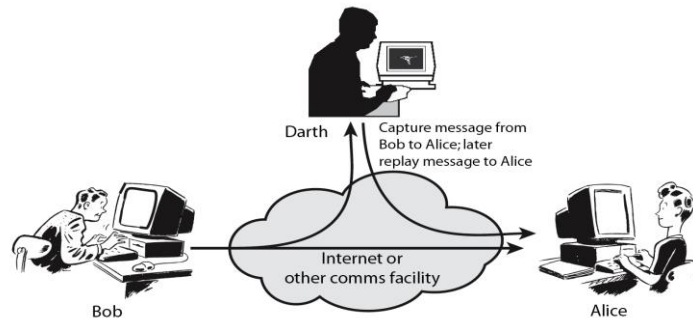 Darth
Capture message from
Bob to Alice; later
replay message to Alice
Internet or
other comms facility
Bob
Alice